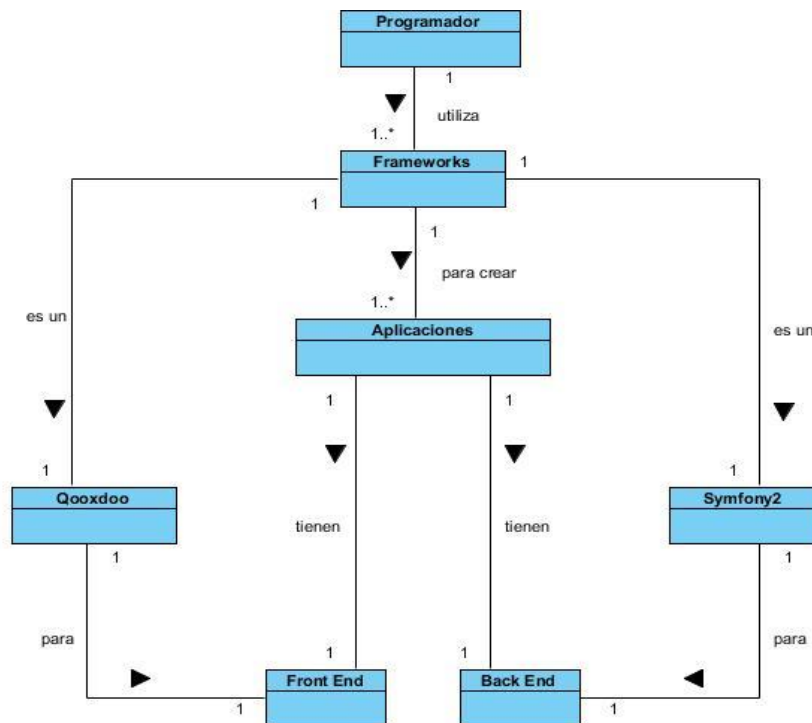 Programador
1
utiliza
1..*
Frameworks
1
1
1
para crear
1..*
es un
es un
Aplicaciones
1
1
1
1
Qooxdoo
Symfony2
tienen
tienen
1
1
para
para
1
1
Front End
Back End
1
1